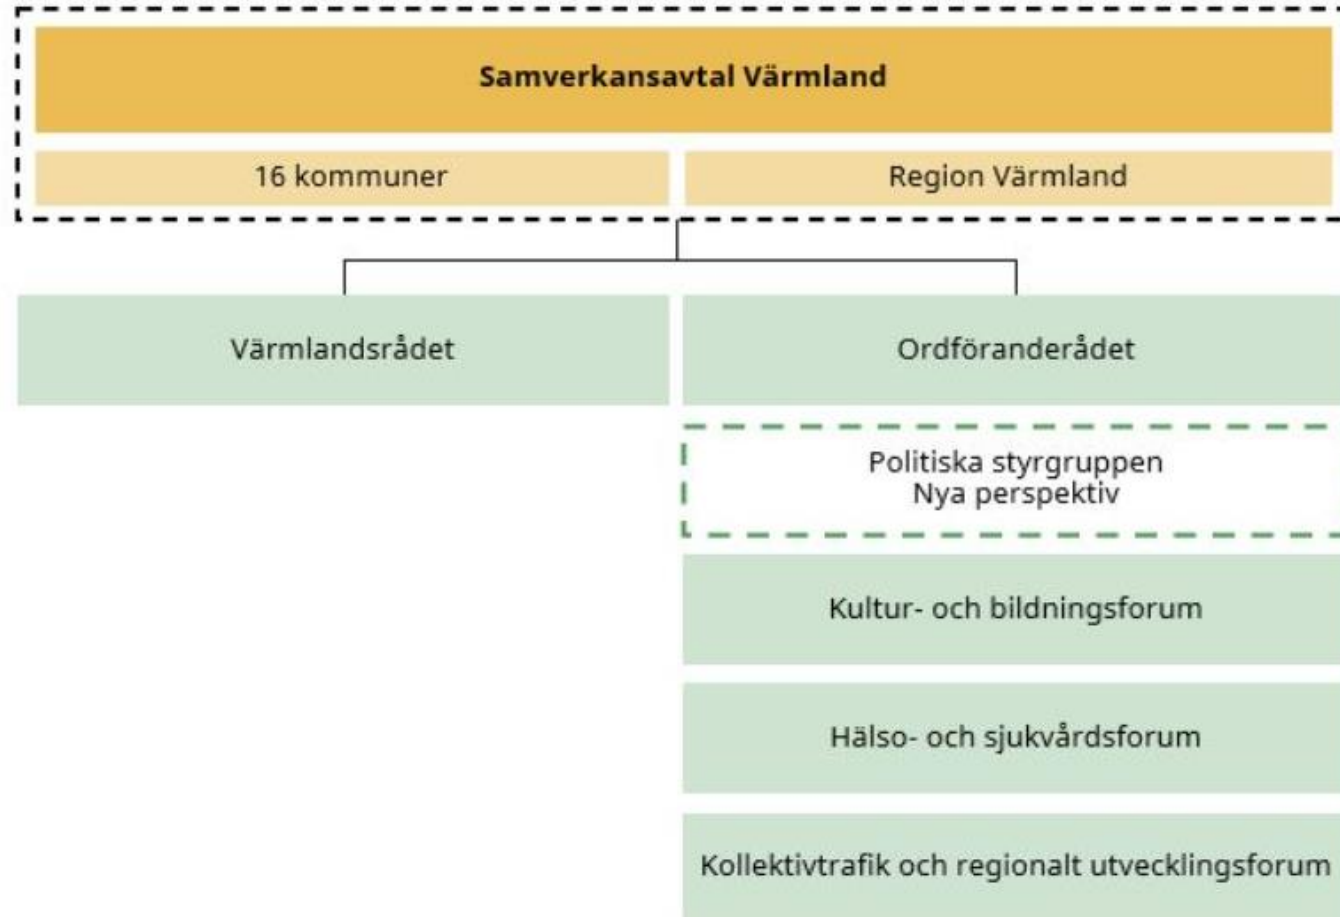 Samverkansavtal Värmland
16 kommuner
Region Värmland
Värmlandsrådet
Ordföranderådet
Politiska styrgruppen
Nya perspektiv
Kultur- och bildningsforum
Hälso- och sjukvårdsforum
Kollektivtrafik och regionalt utvecklingsforum